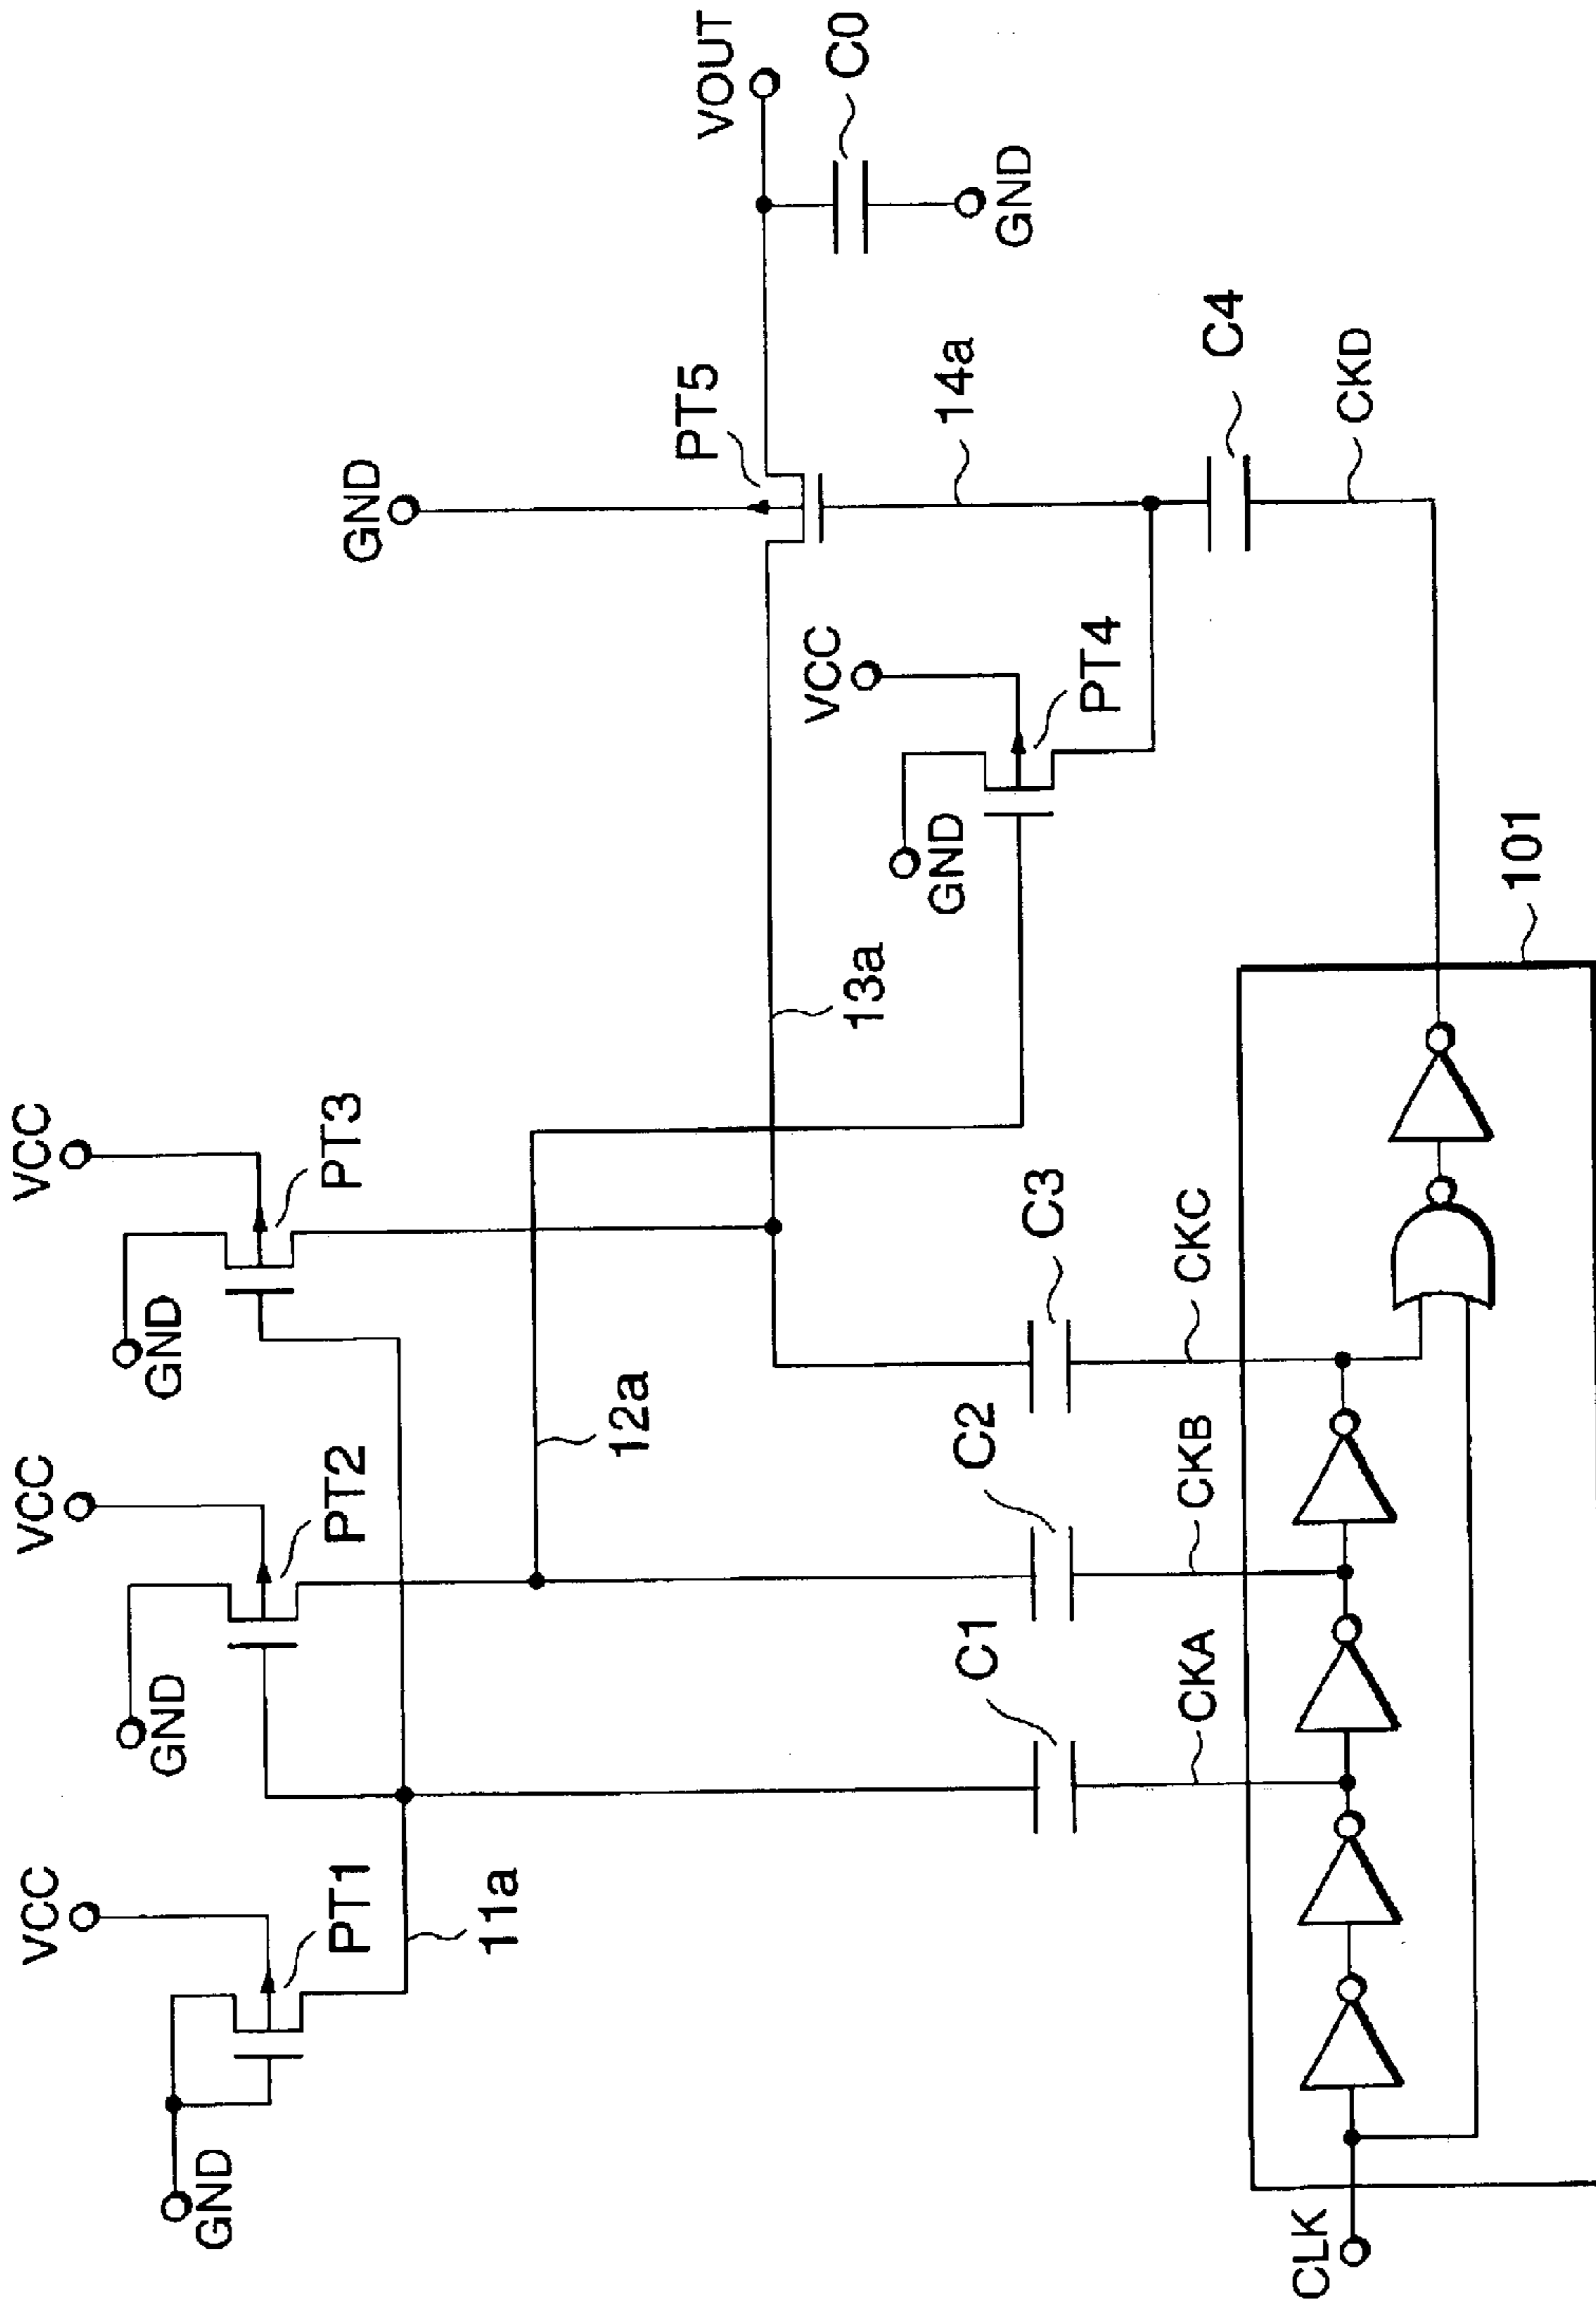 VCC
VCC
VCC
GND
PT1
GND
PT2
GND
PT3
GND
11a
12a
13a
PT5
VOUT
C0
GND
VCC
GND
PT4
14a
C1
C2
C3
C4
CKA
CKB
CKC
CKD
CLK
101